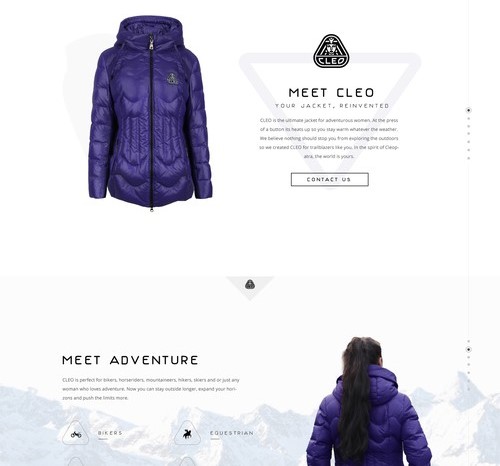 CLEO
MEET CLEO
YOUR JACKET, REINVENTED
CLEO is the ultimate jacket for adventurous women. At the press
of a button its heats up so you stay warm whatever the weather.
We believe nothing should stop you from exploring the outdoors
so we created CLEO for trailblazers like you. In the spirit of Cleop-
atra, the world is yours.
CONTACT US
MEET ADVENTURE
CLEO is perfect for bikers, horseriders, mountaineers, hikers, skiers and or just any
woman who loves adventure. Now you can stay outside longer, expand your hori-
zons and push the limits more.
BIKERS
EQUESTRIAN